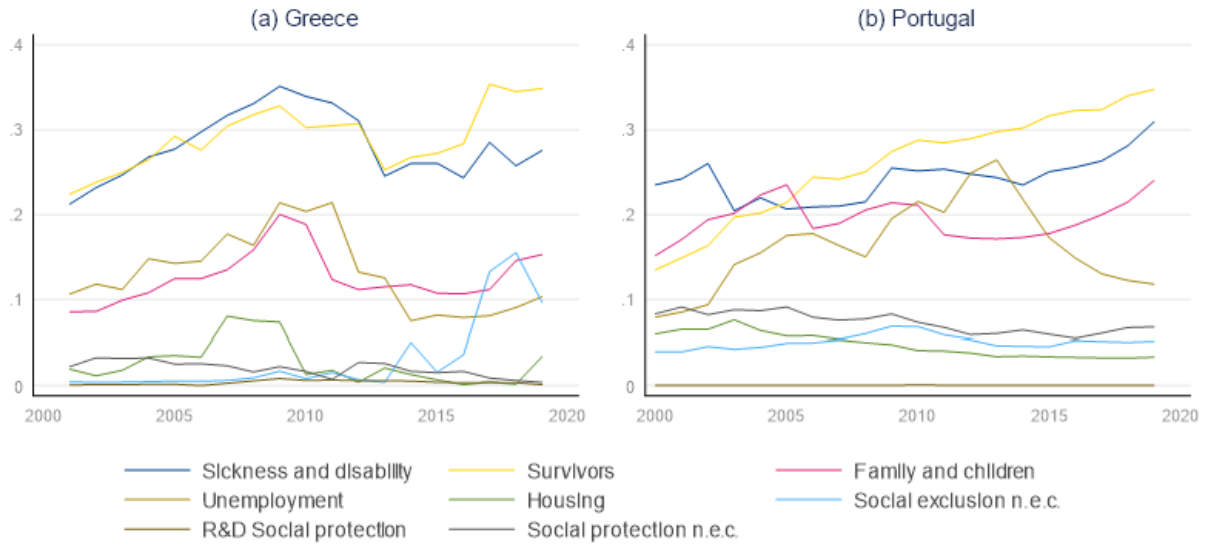 (a) Greece
(b) Portugal
.4
.3
.2
.1
0
2000 2005 2010 2015 2020
.4
.3
.2
.1
0
2000 2005 2010 2015 2020
Sickness and disability
Survivors
Family and children
Unemployment
Housing
Social exclusion n.e.c.
R&D Social protection
Social protection n.e.c.